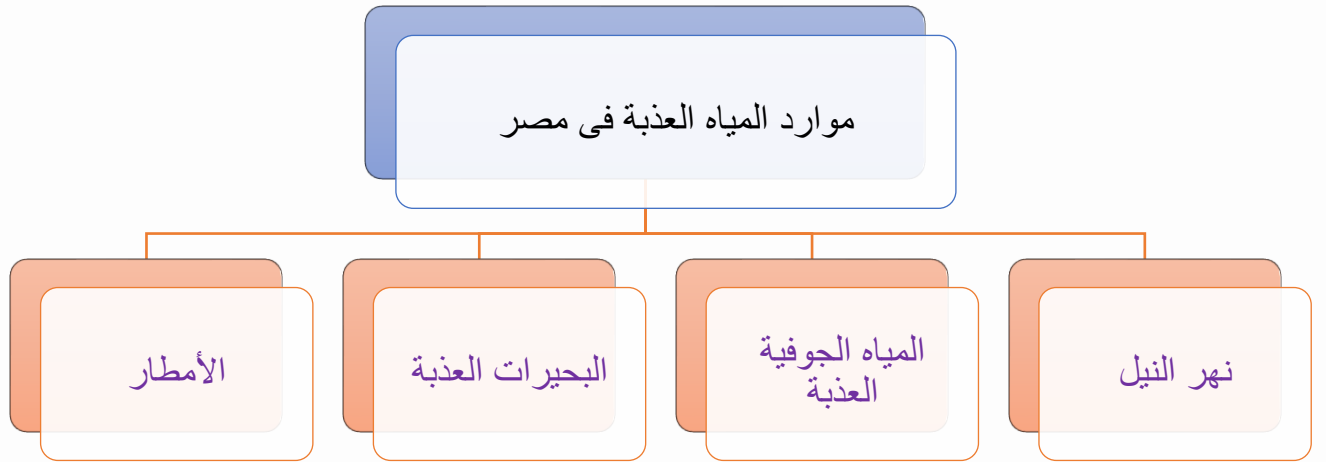 موارد المياه العذبة فى مصر
نهر النيل
المياه الجوفية
العذبة
البحيرات العذبة
الأمطار